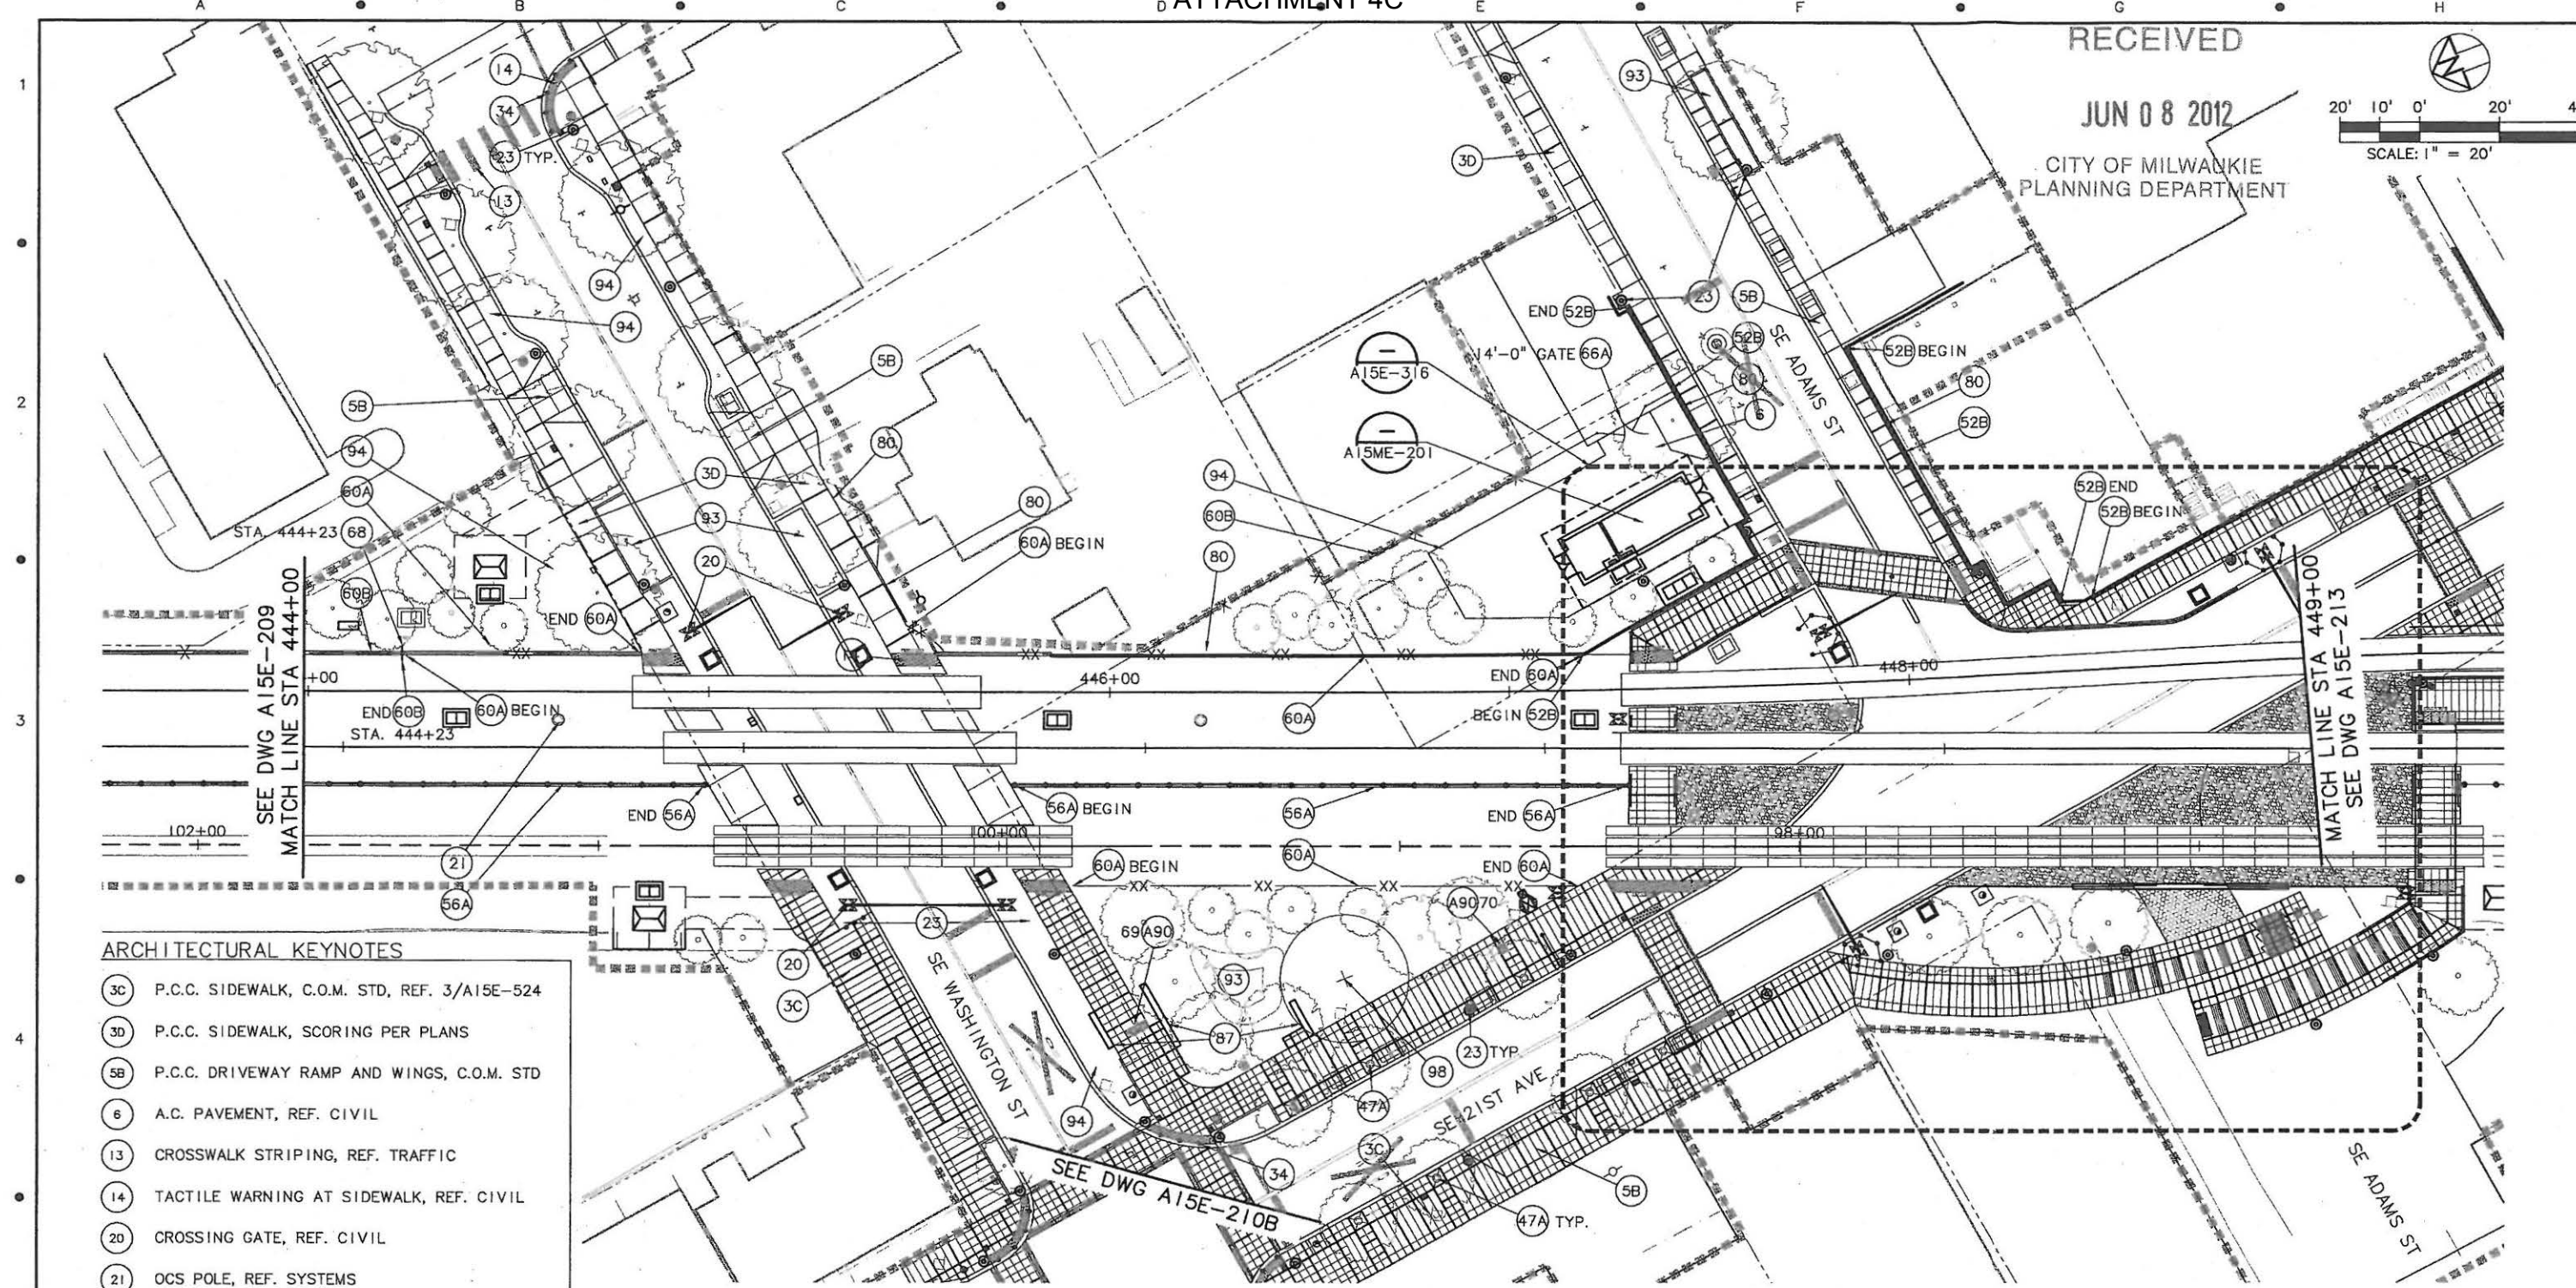 ATTACHMENT 4C
A B C D E F G H
1
2
3
4
RECEIVED
JUN 08 2012
CITY OF MILWAUKIE
PLANNING DEPARTMENT
20' 10' 0' 20' 4
SCALE: 1" = 20'
14
34
23 TYP.
13
94
94
5B
94
60A
STA. 444+23 68
60B
END 60A
5B
80
3D
93
20
80
60A BEGIN
93
3D
END 52B
23
5B
14'-0" GATE 66A
52B
80
6
SE ADAMS ST
52B BEGIN
80
52B
A15E-316
A15ME-201
94
60B
80
52B END
52B BEGIN
SEE DWG A15E-209
MATCH LINE STA 444+00
+00
446+00
448+00
END 60B
60A BEGIN
STA. 444+23
60A
END 60A
BEGIN 52B
MATCH LINE STA 449+00
SEE DWG A15E-213
END 56A
56A BEGIN
56A
END 56A
102+00
100+00
98+00
21
56A
60A BEGIN
60A
END 60A
A90 70
69 A90
23
20
3C
93
87
98
23 TYP.
47A
94
34
3C
5B
47A TYP.
SE WASHINGTON ST
SE 21ST AVE
SE ADAMS ST
SEE DWG A15E-210B
ARCHITECTURAL KEYNOTES
3C P.C.C. SIDEWALK, C.O.M. STD, REF. 3/A15E-524
3D P.C.C. SIDEWALK, SCORING PER PLANS
5B P.C.C. DRIVEWAY RAMP AND WINGS, C.O.M. STD
6 A.C. PAVEMENT, REF. CIVIL
13 CROSSWALK STRIPING, REF. TRAFFIC
14 TACTILE WARNING AT SIDEWALK, REF. CIVIL
20 CROSSING GATE, REF. CIVIL
21 OCS POLE, REF. SYSTEMS